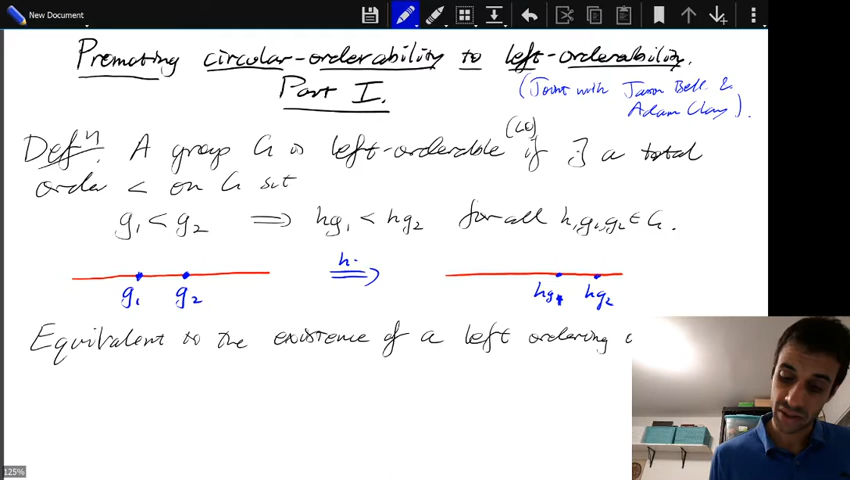 New Document
Promoting circular-orderability to left-orderability.
Part I.
(Joint with Jason Bell &
Adam Clay).
(LO)
Defn. A group G is left-orderable if ∃ a total
order < on G s.t
g₁ < g₂ ⟹ hg₁ < hg₂ for all h,g₁,g₂ ∈ G.
h·
g₁ g₂ ⟹ hg₁ hg₂
Equivalent to the existence of a left ordering
125%